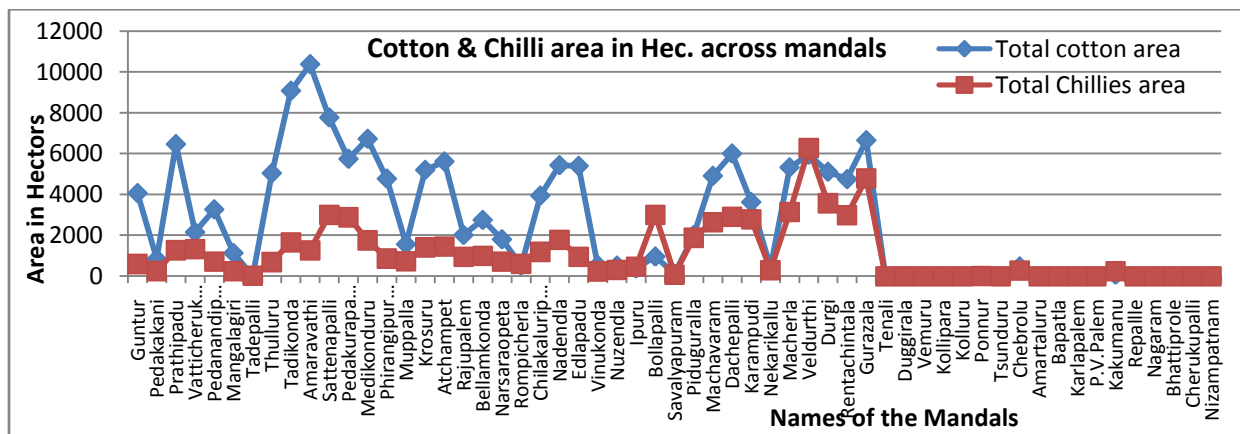 Cotton & Chilli area in Hec. across mandals
Total cotton area
Total Chillies area
Area in Hectors
12000
10000
8000
6000
4000
2000
0
Guntur
Pedakakani
Prathipadu
Vatticheruk...
Pedanandip...
Mangalagiri
Tadepalli
Thulluru
Tadikonda
Amaravathi
Sattenapalli
Pedakurapa...
Medikonduru
Phirangipur...
Muppalla
Krosuru
Atchampet
Rajupalem
Bellamkonda
Narsaraopeta
Rompicherla
Chilakalurip...
Nadendla
Edlapadu
Vinukonda
Nuzendla
Ipuru
Bollapalli
Savalyapuram
Piduguralla
Machavaram
Dachepalli
Karampudi
Nekarikallu
Macherla
Veldurthi
Durgi
Rentachintala
Gurazala
Tenali
Duggirala
Vemuru
Kollipara
Kolluru
Ponnur
Tsunduru
Chebrolu
Amartaluru
Bapatla
Karlapalem
P.V. Palem
Kakumanu
Repallle
Nagaram
Bhattiprole
Cherukupalli
Nizampatnam
Names of the Mandals